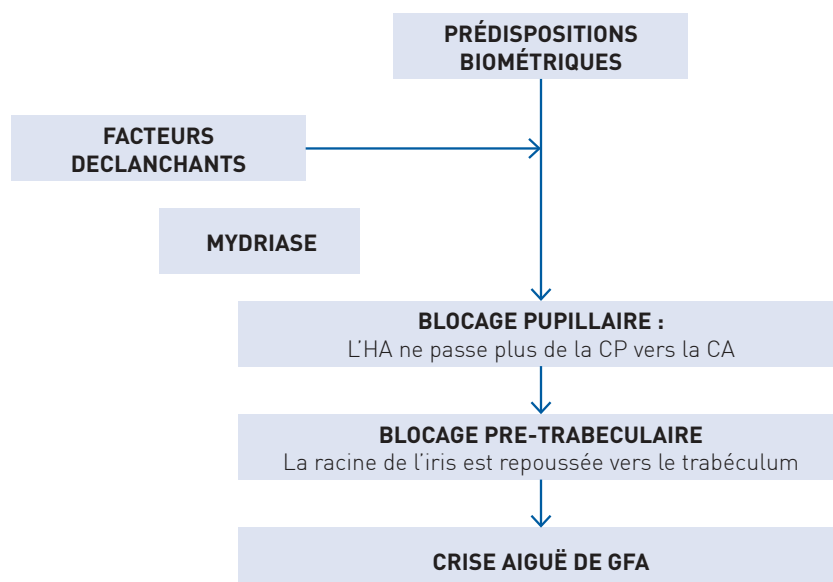 PRÉDISPOSITIONS
BIOMÉTRIQUES
FACTEURS
DECLANCHANTS
MYDRIASE
BLOCAGE PUPILLAIRE :
L'HA ne passe plus de la CP vers la CA
BLOCAGE PRE-TRABECULAIRE
La racine de l'iris est repoussée vers le trabéculum
CRISE AIGUË DE GFA